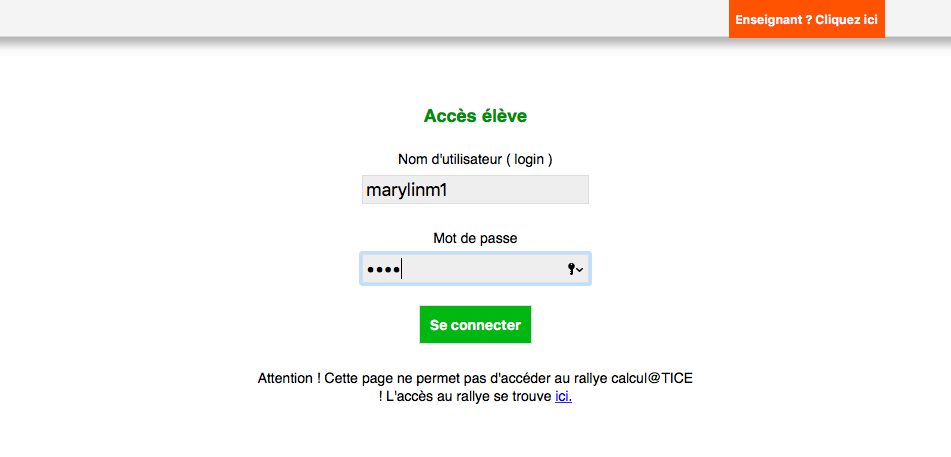 Enseignant ? Cliquez ici
Accès élève
Nom d'utilisateur ( login )
marylinm1
Mot de passe
••••
Se connecter
Attention ! Cette page ne permet pas d'accéder au rallye calcul@TICE
! L'accès au rallye se trouve ici.